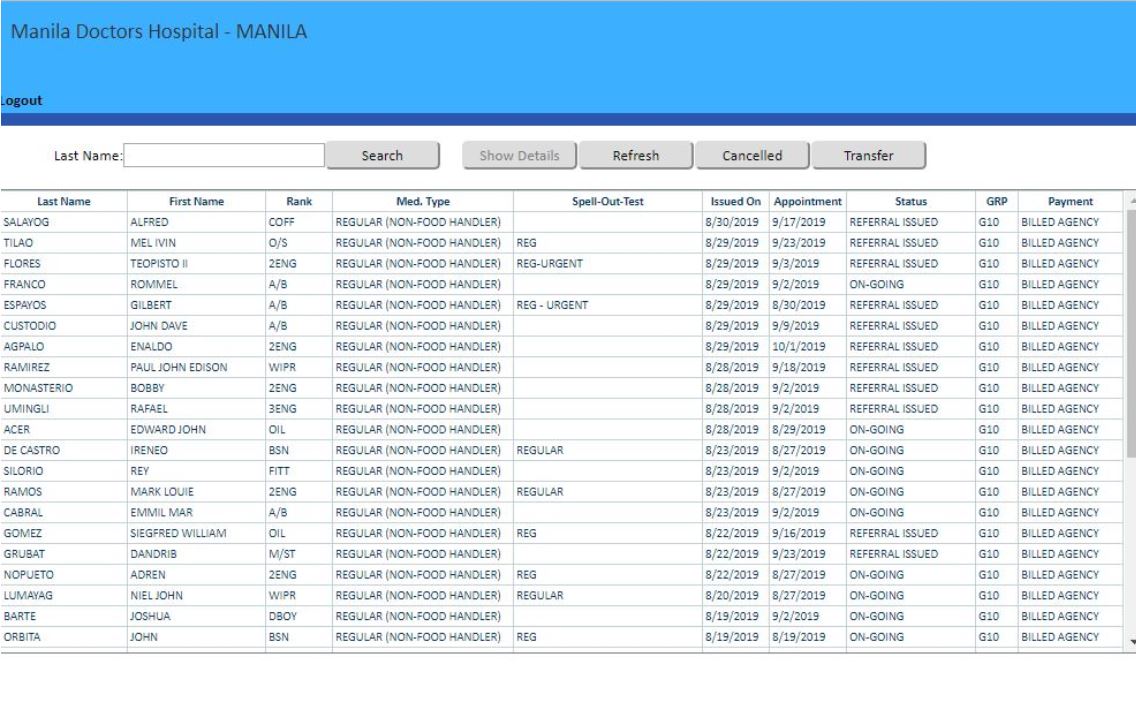 Manila Doctors Hospital - MANILA
Logout
Last Name: Search Show Details Refresh Cancelled Transfer
Last Name First Name Rank Med. Type Spell-Out-Test Issued On Appointment Status GRP Payment
SALAYOG ALFRED COFF REGULAR (NON-FOOD HANDLER) 8/30/2019 9/17/2019 REFERRAL ISSUED G10 BILLED AGENCY
TILAO MEL IVIN O/S REGULAR (NON-FOOD HANDLER) REG 8/29/2019 9/23/2019 REFERRAL ISSUED G10 BILLED AGENCY
FLORES TEOPISTO II 2ENG REGULAR (NON-FOOD HANDLER) REG-URGENT 8/29/2019 9/3/2019 REFERRAL ISSUED G10 BILLED AGENCY
FRANCO ROMMEL A/B REGULAR (NON-FOOD HANDLER) 8/29/2019 9/2/2019 ON-GOING G10 BILLED AGENCY
ESPAYOS GILBERT A/B REGULAR (NON-FOOD HANDLER) REG - URGENT 8/29/2019 8/30/2019 REFERRAL ISSUED G10 BILLED AGENCY
CUSTODIO JOHN DAVE A/B REGULAR (NON-FOOD HANDLER) 8/29/2019 9/9/2019 REFERRAL ISSUED G10 BILLED AGENCY
AGPALO ENALDO 2ENG REGULAR (NON-FOOD HANDLER) 8/29/2019 10/1/2019 REFERRAL ISSUED G10 BILLED AGENCY
RAMIREZ PAUL JOHN EDISON WIPR REGULAR (NON-FOOD HANDLER) 8/28/2019 9/18/2019 REFERRAL ISSUED G10 BILLED AGENCY
MONASTERIO BOBBY 2ENG REGULAR (NON-FOOD HANDLER) 8/28/2019 9/2/2019 REFERRAL ISSUED G10 BILLED AGENCY
UMINGLI RAFAEL 3ENG REGULAR (NON-FOOD HANDLER) 8/28/2019 9/2/2019 REFERRAL ISSUED G10 BILLED AGENCY
ACER EDWARD JOHN OIL REGULAR (NON-FOOD HANDLER) 8/28/2019 8/29/2019 ON-GOING G10 BILLED AGENCY
DE CASTRO IRENEO BSN REGULAR (NON-FOOD HANDLER) REGULAR 8/23/2019 8/27/2019 ON-GOING G10 BILLED AGENCY
SILORIO REY FITT REGULAR (NON-FOOD HANDLER) 8/23/2019 9/2/2019 ON-GOING G10 BILLED AGENCY
RAMOS MARK LOUIE 2ENG REGULAR (NON-FOOD HANDLER) REGULAR 8/23/2019 8/27/2019 ON-GOING G10 BILLED AGENCY
CABRAL EMMIL MAR A/B REGULAR (NON-FOOD HANDLER) 8/23/2019 9/2/2019 ON-GOING G10 BILLED AGENCY
GOMEZ SIEGFRED WILLIAM OIL REGULAR (NON-FOOD HANDLER) REG 8/22/2019 9/16/2019 REFERRAL ISSUED G10 BILLED AGENCY
GRUBAT DANDRIB M/ST REGULAR (NON-FOOD HANDLER) 8/22/2019 9/23/2019 REFERRAL ISSUED G10 BILLED AGENCY
NOPUETO ADREN 2ENG REGULAR (NON-FOOD HANDLER) REG 8/22/2019 8/27/2019 ON-GOING G10 BILLED AGENCY
LUMAYAG NIEL JOHN WIPR REGULAR (NON-FOOD HANDLER) REGULAR 8/20/2019 8/27/2019 ON-GOING G10 BILLED AGENCY
BARTE JOSHUA DBOY REGULAR (NON-FOOD HANDLER) 8/19/2019 9/2/2019 ON-GOING G10 BILLED AGENCY
ORBITA JOHN BSN REGULAR (NON-FOOD HANDLER) REG 8/19/2019 8/19/2019 ON-GOING G10 BILLED AGENCY